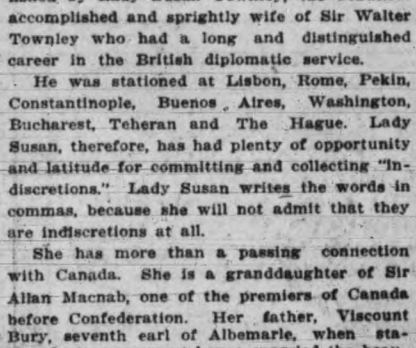 accomplished and sprightly wife of Sir Walter
Townley who had a long and distinguished
career in the British diplomatic service.
He was stationed at Lisbon, Rome, Pekin,
Constantinople, Buenos Aires, Washington,
Bucharest, Teheran and The Hague. Lady
Susan, therefore, has had plenty of opportunity
and latitude for committing and collecting "in-
discretions." Lady Susan writes the words in
commas, because she will not admit that they
are indiscretions at all.
She has more than a passing connection
with Canada. She is a granddaughter of Sir
Allan Macnab, one of the premiers of Canada
before Confederation. Her father, Viscount
Bury, seventh earl of Albemarle, when sta-